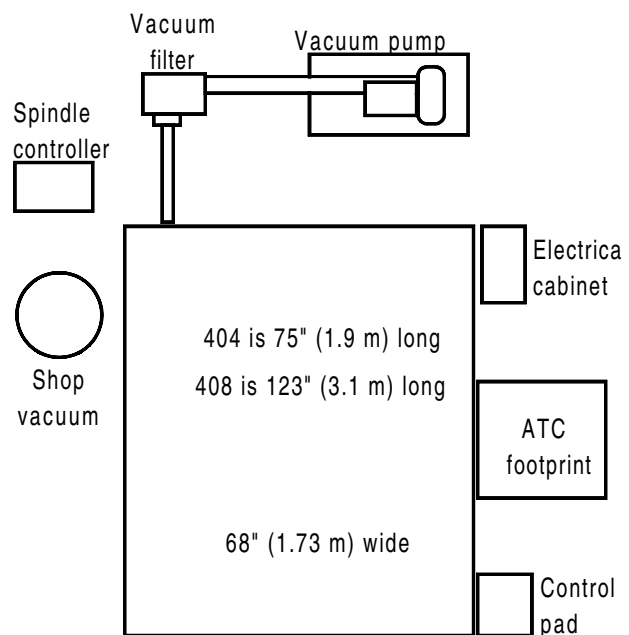 Vacuum
filter
Vacuum pump
Spindle
controller
Electrica
cabinet
404 is 75" (1.9 m) long
Shop
vacuum
408 is 123" (3.1 m) long
ATC
footprint
68" (1.73 m) wide
Control
pad